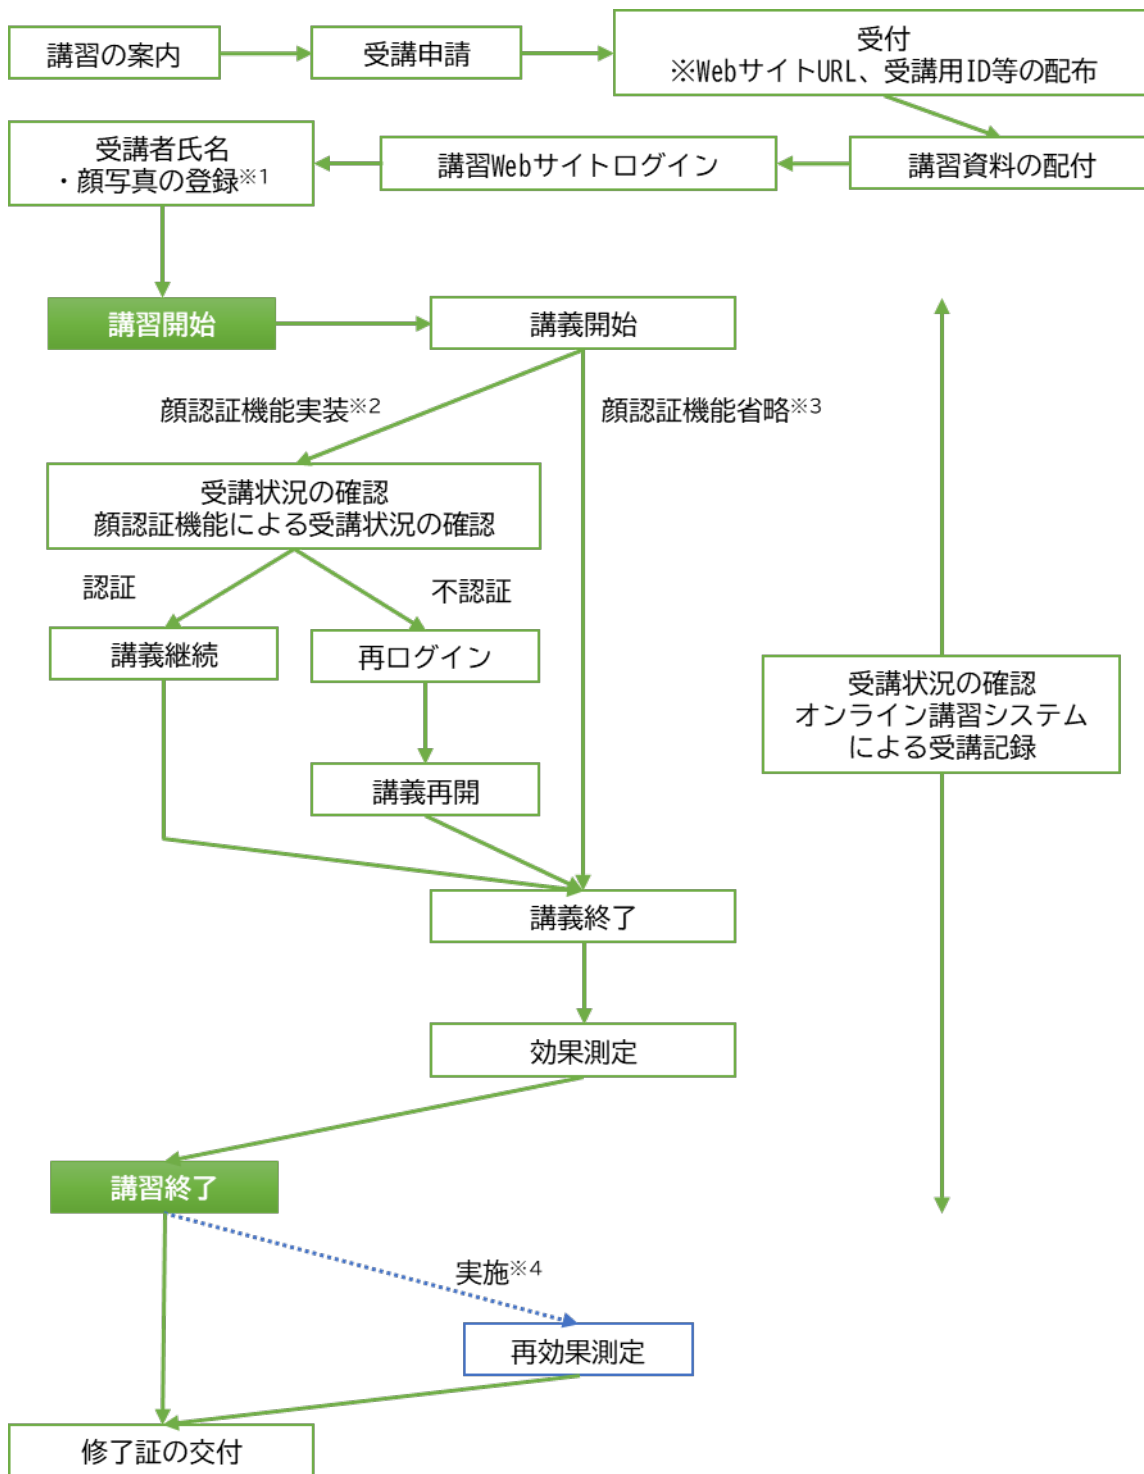 講習の案内
受講申請
受付
※WebサイトURL、受講用ID等の配布
講習資料の配付
講習Webサイトログイン
受講者氏名
・顔写真の登録※1
講習開始
講義開始
顔認証機能実装※2
顔認証機能省略※3
受講状況の確認
顔認証機能による受講状況の確認
認証
不認証
講義継続
再ログイン
講義再開
受講状況の確認
オンライン講習システム
による受講記録
講義終了
効果測定
講習終了
実施※4
再効果測定
修了証の交付